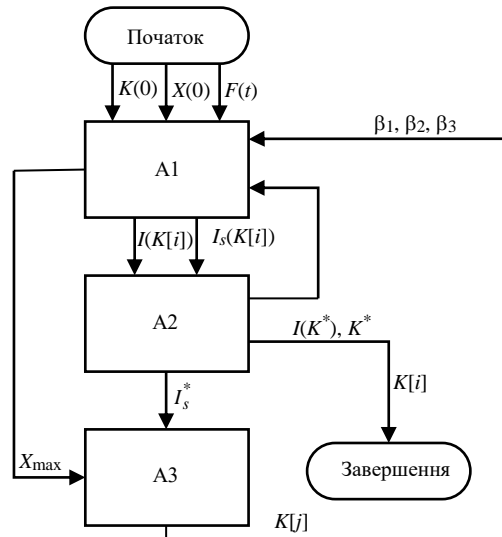 Початок
K(0) X(0) F(t)
β₁, β₂, β₃
A1
I(K[i]) Iₛ(K[i])
A2
I(K*), K*
K[i]
Iₛ*
Xmax
A3
Завершення
K[j]